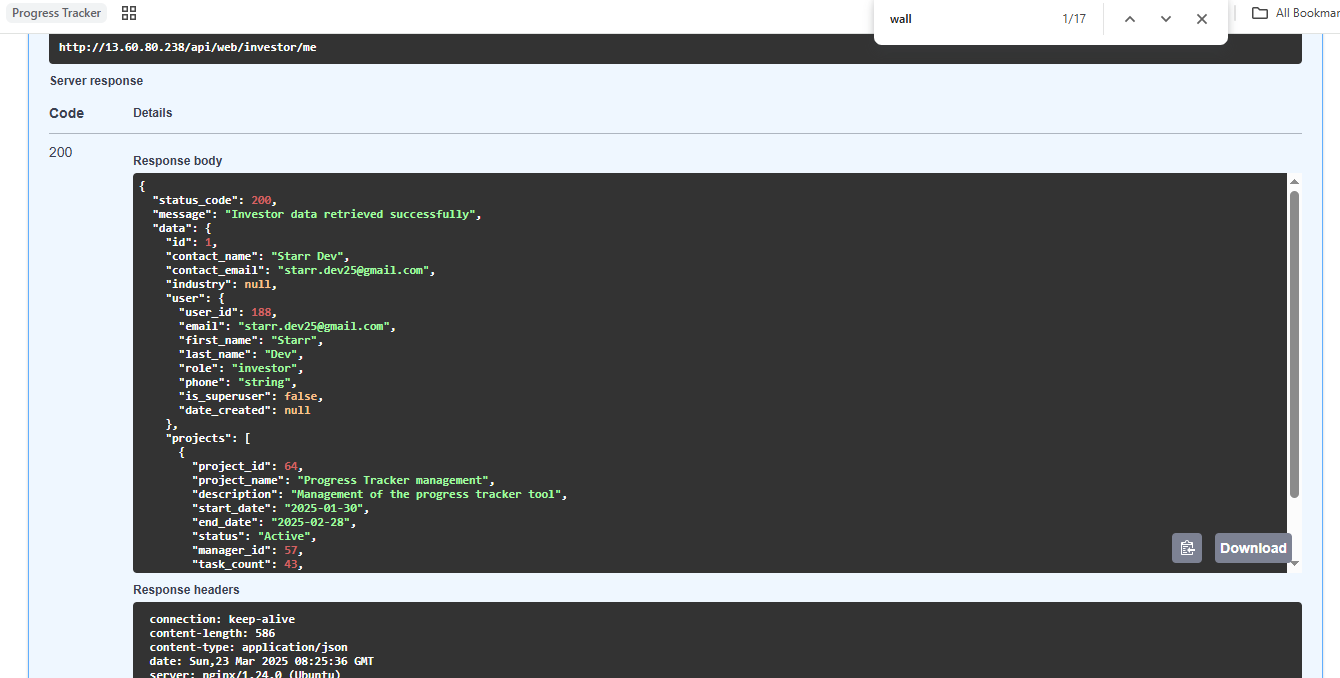 Progress Tracker
wall 1/17
All Bookmar
http://13.60.80.238/api/web/investor/me
Server response
Code Details
200
Response body
{
"status_code": 200,
"message": "Investor data retrieved successfully",
"data": {
"id": 1,
"contact_name": "Starr Dev",
"contact_email": "starr.dev25@gmail.com",
"industry": null,
"user": {
"user_id": 188,
"email": "starr.dev25@gmail.com",
"first_name": "Starr",
"last_name": "Dev",
"role": "investor",
"phone": "string",
"is_superuser": false,
"date_created": null
},
"projects": [
{
"project_id": 64,
"project_name": "Progress Tracker management",
"description": "Management of the progress tracker tool",
"start_date": "2025-01-30",
"end_date": "2025-02-28",
"status": "Active",
"manager_id": 57,
"task_count": 43,
Download
Response headers
connection: keep-alive
content-length: 586
content-type: application/json
date: Sun,23 Mar 2025 08:25:36 GMT
server: nginx/1.24.0 (Ubuntu)